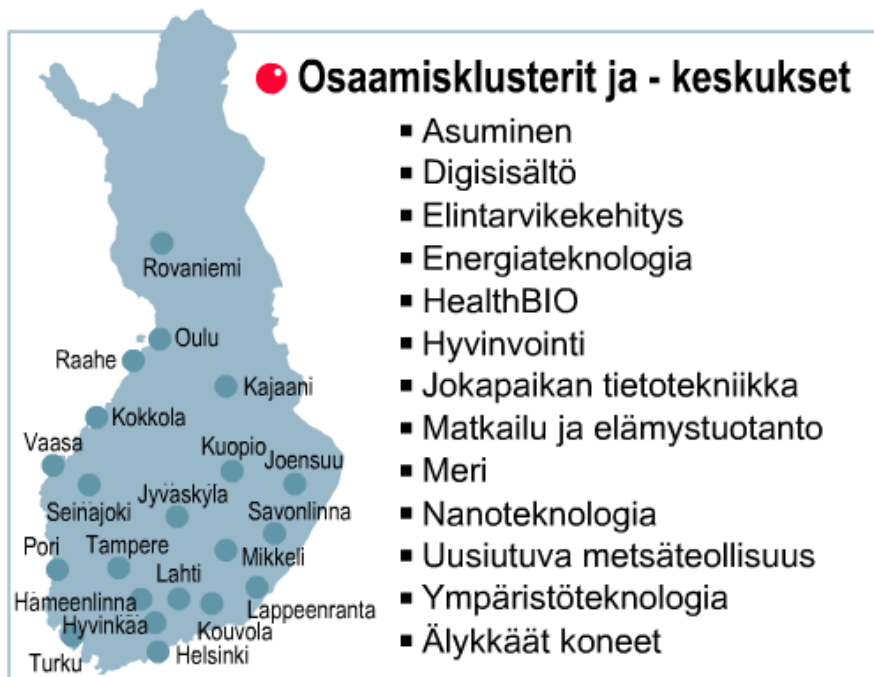 Osaamisklusterit ja - keskukset
Asuminen
Digisisältö
Elintarvikekehitys
Energiateknologia
HealthBIO
Hyvinvointi
Jokapaikan tietotekniikka
Matkailu ja elämystuotanto
Meri
Nanoteknologia
Uusiutuva metsäteollisuus
Ympäristöteknologia
Älykkäät koneet
Rovaniemi
Oulu
Raahe
Kajaani
Kokkola
Vaasa
Kuopio
Joensuu
Seinäjoki
Jyväskylä
Savonlinna
Pori
Tampere
Mikkeli
Lahti
Hämeenlinna
Lappeenranta
Hyvinkää
Kouvola
Turku
Helsinki